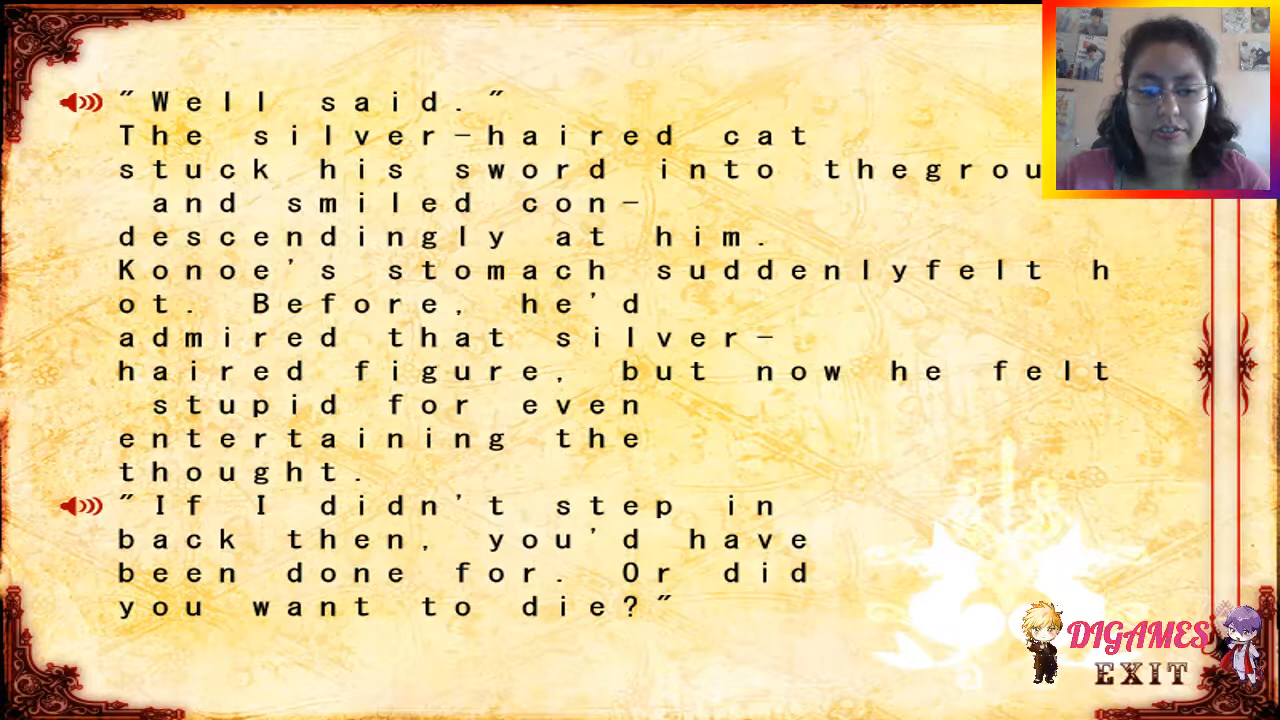 "Well said."
The silver-haired cat
stuck his sword into thegrou
and smiled con-
descendingly at him.
Konoe's stomach suddenlyfelt h
ot. Before, he'd
admired that silver-
haired figure, but now he felt
stupid for even
entertaining the
thought.
"If I didn't step in
back then, you'd have
been done for. Or did
you want to die?"
DIGAMES
EXIT